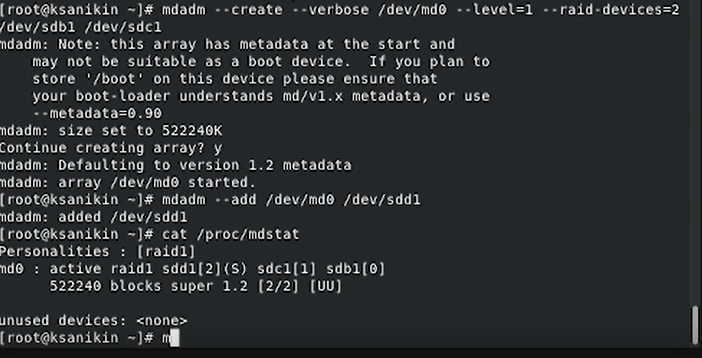 [root@ksanikin ~]# mdadm --create --verbose /dev/md0 --level=1 --raid-devices=2
/dev/sdb1 /dev/sdc1
mdadm: Note: this array has metadata at the start and
    may not be suitable as a boot device.  If you plan to
    store '/boot' on this device please ensure that
    your boot-loader understands md/v1.x metadata, or use
    --metadata=0.90
mdadm: size set to 522240K
Continue creating array? y
mdadm: Defaulting to version 1.2 metadata
mdadm: array /dev/md0 started.
[root@ksanikin ~]# mdadm --add /dev/md0 /dev/sdd1
mdadm: added /dev/sdd1
[root@ksanikin ~]# cat /proc/mdstat
Personalities : [raid1]
md0 : active raid1 sdd1[2](S) sdc1[1] sdb1[0]
      522240 blocks super 1.2 [2/2] [UU]

unused devices: <none>
[root@ksanikin ~]# m